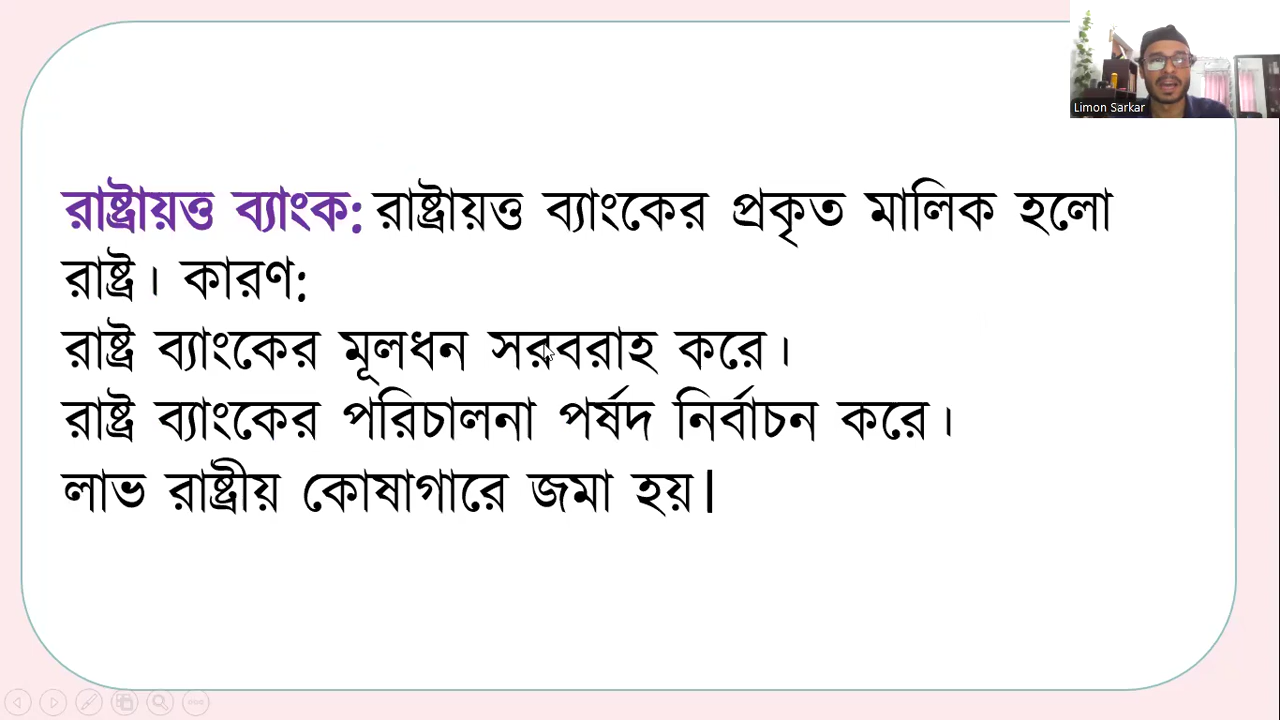 Limon Sarkar
রাষ্ট্রায়ত্ত ব্যাংক: রাষ্ট্রায়ত্ত ব্যাংকের প্রকৃত মালিক হলো
রাষ্ট্র। কারণ:
রাষ্ট্র ব্যাংকের মূলধন সরবরাহ করে।
রাষ্ট্র ব্যাংকের পরিচালনা পর্ষদ নির্বাচন করে।
লাভ রাষ্ট্রীয় কোষাগারে জমা হয়|